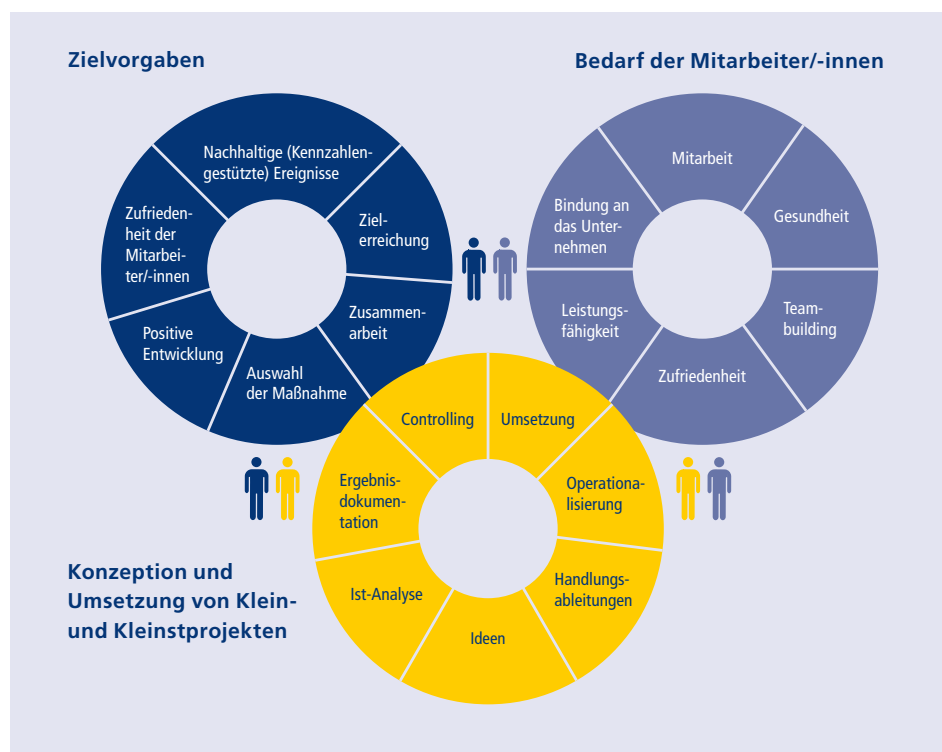 Zielvorgaben
Bedarf der Mitarbeiter/-innen
Nachhaltige (Kennzahlen-
gestützte) Ereignisse
Ziel-
erreichung
Zusammen-
arbeit
Auswahl
der Maßnahme
Positive
Entwicklung
Zufrieden-
heit der
Mitarbei-
ter/-innen
Mitarbeit
Gesundheit
Team-
building
Zufriedenheit
Leistungs-
fähigkeit
Bindung an
das Unter-
nehmen
Controlling
Umsetzung
Operationa-
lisierung
Handlungs-
ableitungen
Ideen
Ist-Analyse
Ergebnis-
dokumen-
tation
Konzeption und
Umsetzung von Klein-
und Kleinstprojekten